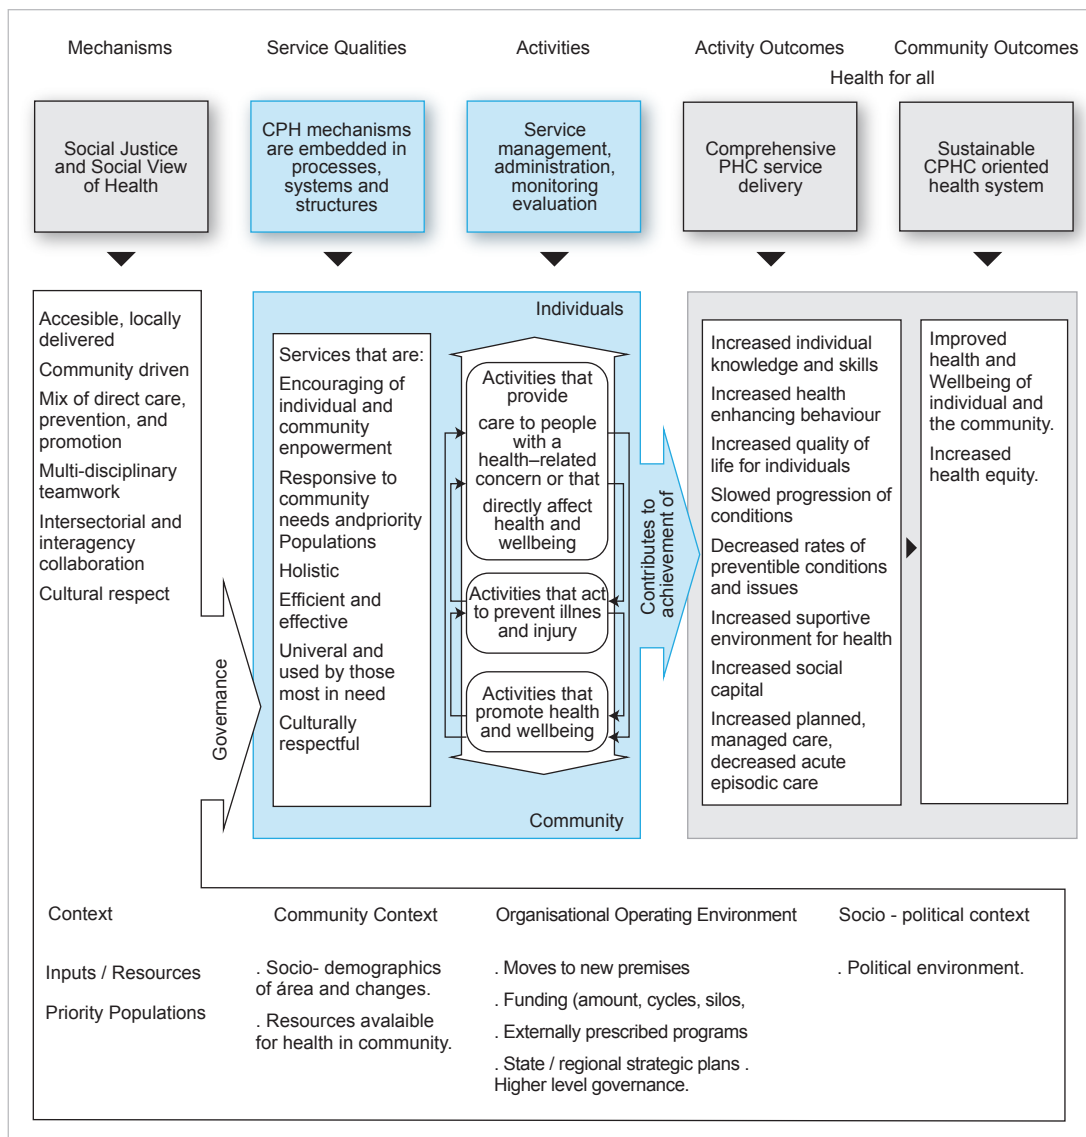 Mechanisms
Service Qualities
Activities
Activity Outcomes
Community Outcomes
Health for all
Social Justice
and Social View
of Health
CPH mechanisms
are embedded in
processes,
systems and
structures
Service
management,
administration,
monitoring
evaluation
Comprehensive
PHC service
delivery
Sustainable
CPHC oriented
health system
Accesible, locally
delivered
Community driven
Mix of direct care,
prevention, and
promotion
Multi-disciplinary
teamwork
Intersectorial and
interagency
collaboration
Cultural respect
Governance
Individuals
Services that are:
Encouraging of
individual and
community
enpowerment
Responsive to
community
needs andpriority
Populations
Holistic
Efficient and
effective
Univeral and
used by those
most in need
Culturally
respectful
Activities that
provide
care to people with
a
health–related
concern or that
directly affect
health and
wellbeing
Activities that act
to prevent illnes
and injury
Activities that
promote health
and wellbeing
Community
Contributes to
achievement of
Increased individual
knowledge and skills
Increased health
enhancing behaviour
Increased quality of
life for individuals
Slowed progression of
conditions
Decreased rates of
preventible conditions
and issues
Increased suportive
environment for health
Increased social
capital
Increased planned,
managed care,
decreased acute
episodic care
Improved
health and
Wellbeing of
individual and
the community.
Increased
health equity.
Context
Inputs / Resources
Priority Populations
Community Context
. Socio- demographics
of área and changes.
. Resources avalaible
for health in community.
Organisational Operating Environment
. Moves to new premises
. Funding (amount, cycles, silos,
. Externally prescribed programs
. State / regional strategic plans .
Higher level governance.
Socio - political context
. Political environment.